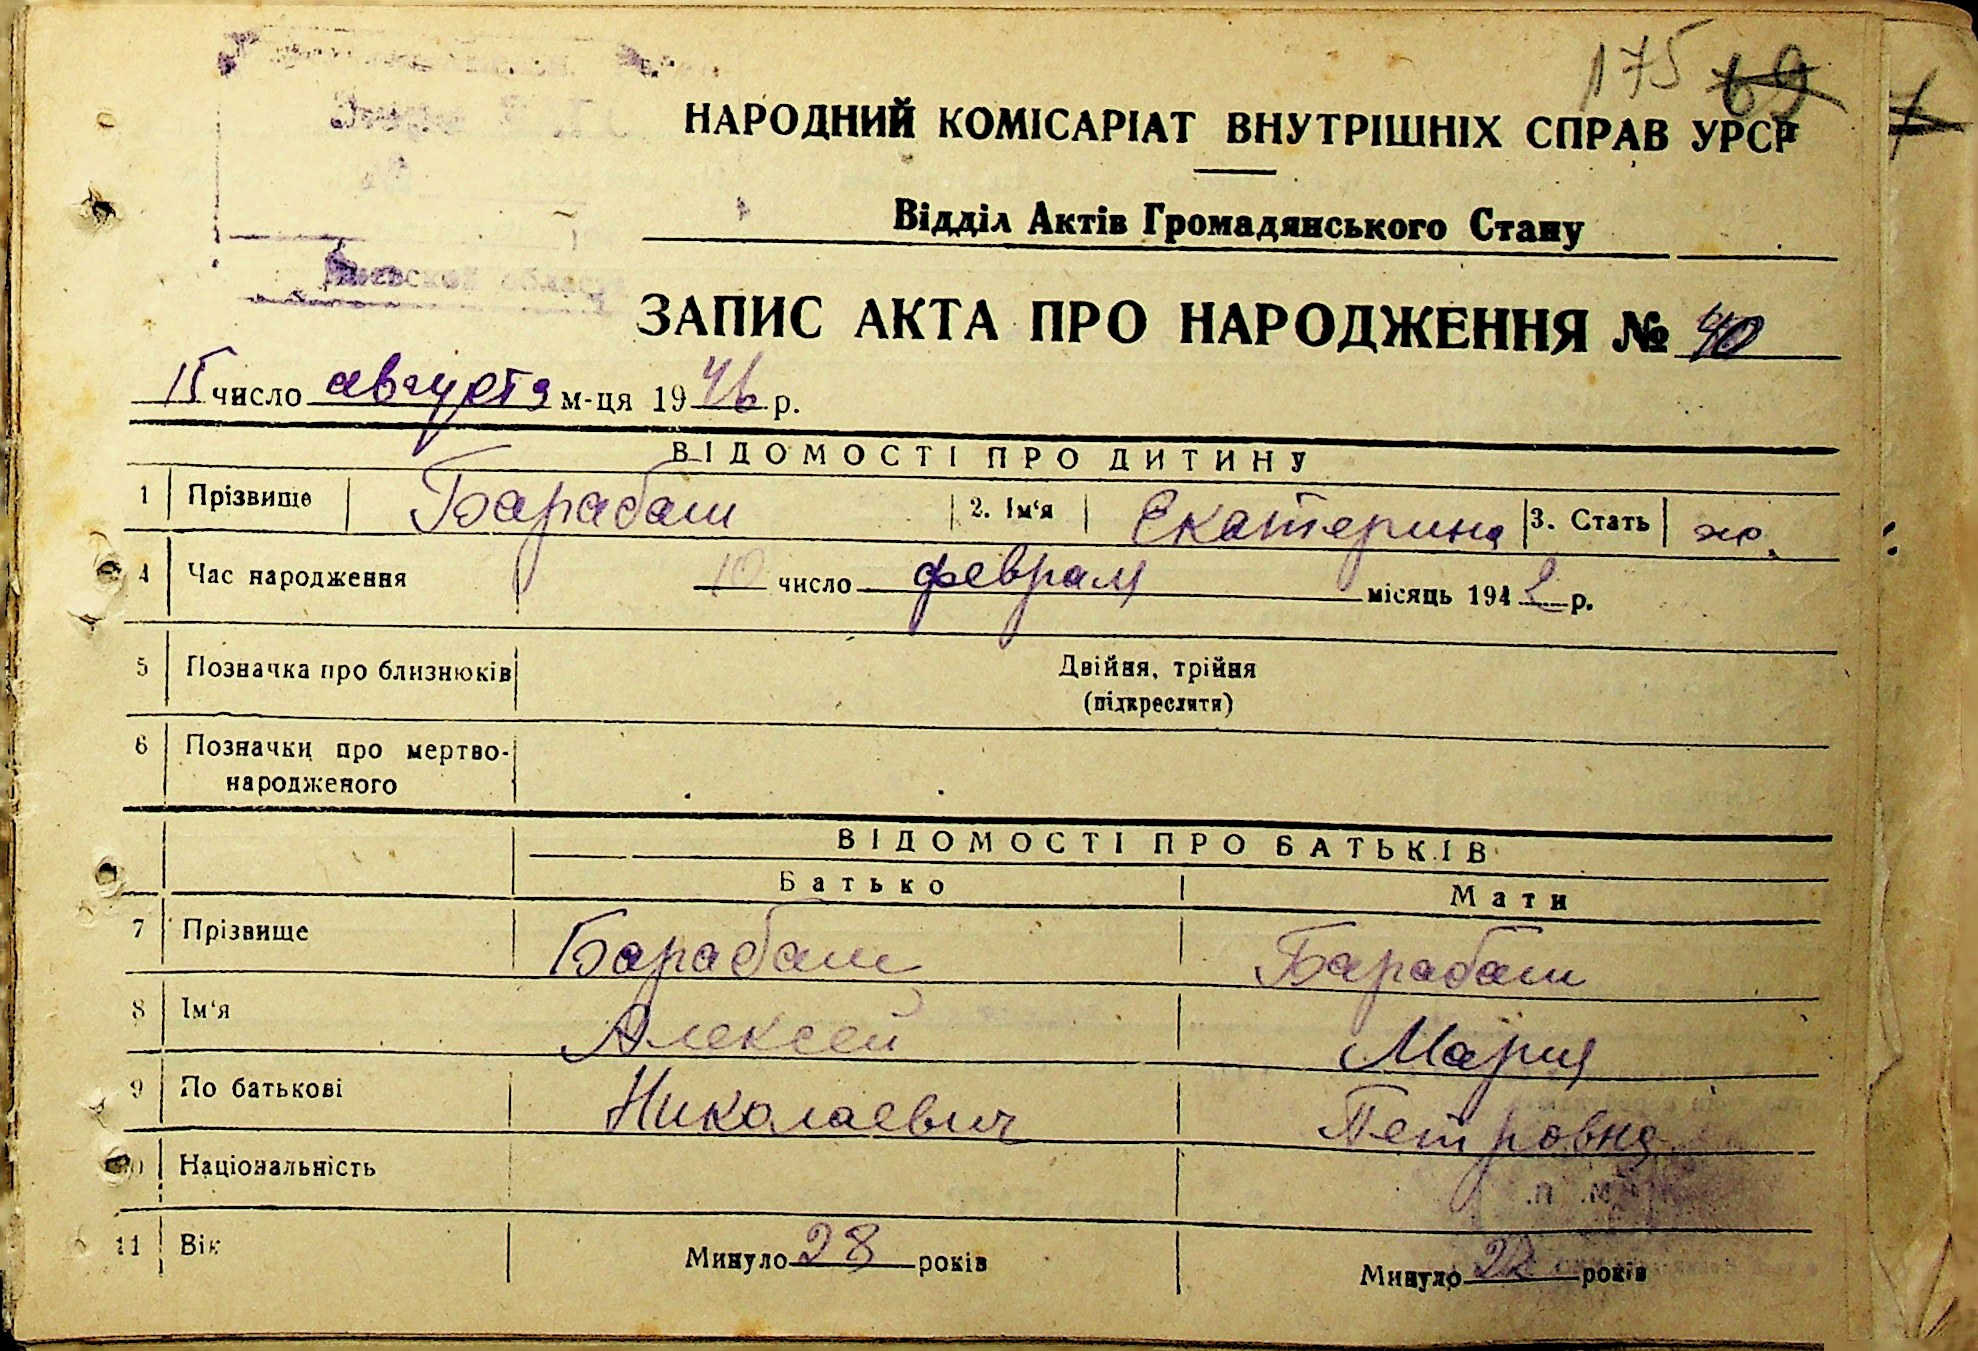 175 69
НАРОДНИЙ КОМІСАРІАТ ВНУТРІШНІХ СПРАВ УРСР
Відділ Актів Громадянського Стану
області
ЗАПИС АКТА ПРО НАРОДЖЕННЯ № 40
15 число августа м-ця 1946 р.
ВІДОМОСТІ ПРО ДИТИНУ
1 Прізвище Барабаш 2. Ім'я Екатерина 3. Стать жо.
4 Час народження 10 число февраля місяць 1942 р.
5 Позначка про близнюків Двійня, трійня
(підкреслити)
6 Позначки про мертво-
народженого
ВІДОМОСТІ ПРО БАТЬКІВ
Батько Мати
7 Прізвище Барабаш Барабаш
8 Ім'я Алексей Мария
9 По батькові Николаевич Петровна
10 Національність
11 Вік Минуло 28 років Минуло 22 років